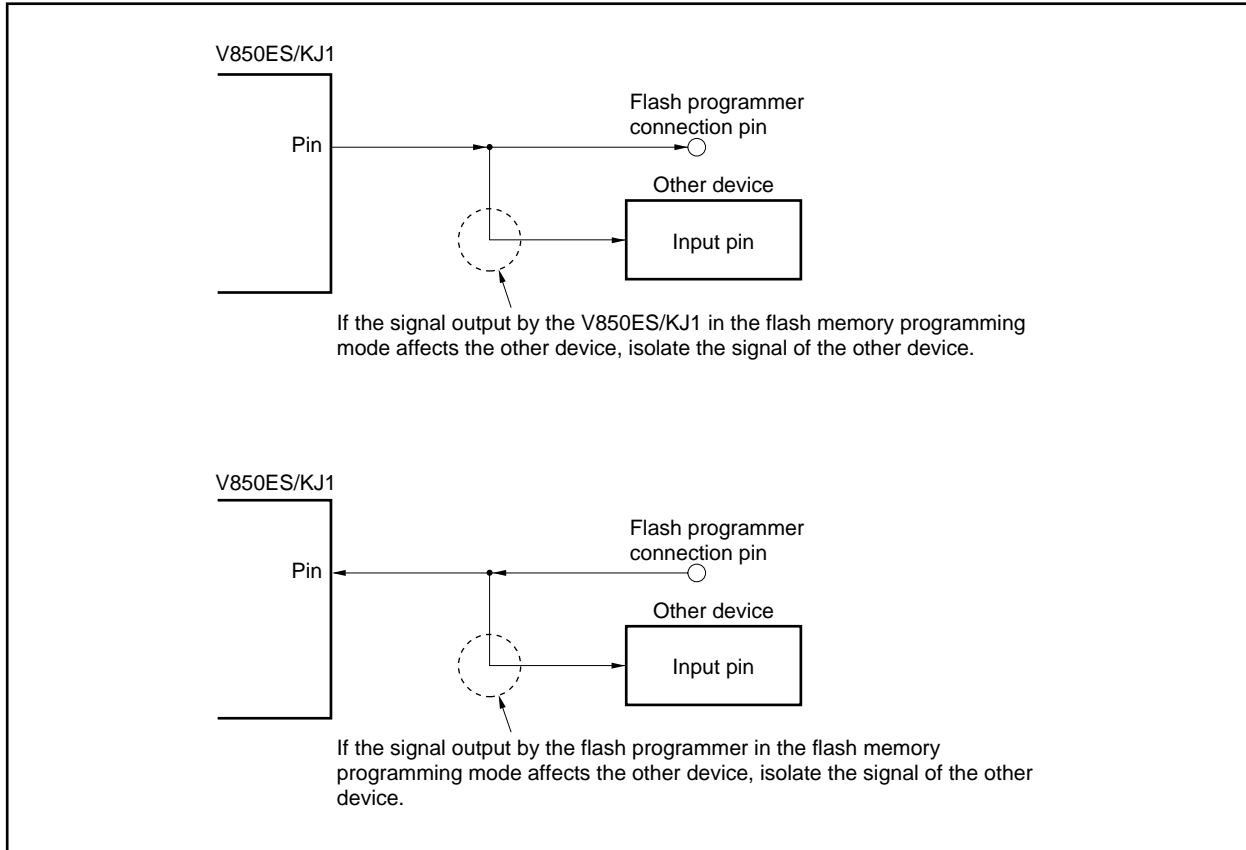 V850ES/KJ1
Flash programmer
connection pin
Pin
Other device
Input pin
If the signal output by the V850ES/KJ1 in the flash memory programming
mode affects the other device, isolate the signal of the other device.
V850ES/KJ1
Flash programmer
connection pin
Pin
Other device
Input pin
If the signal output by the flash programmer in the flash memory
programming mode affects the other device, isolate the signal of the other
device.